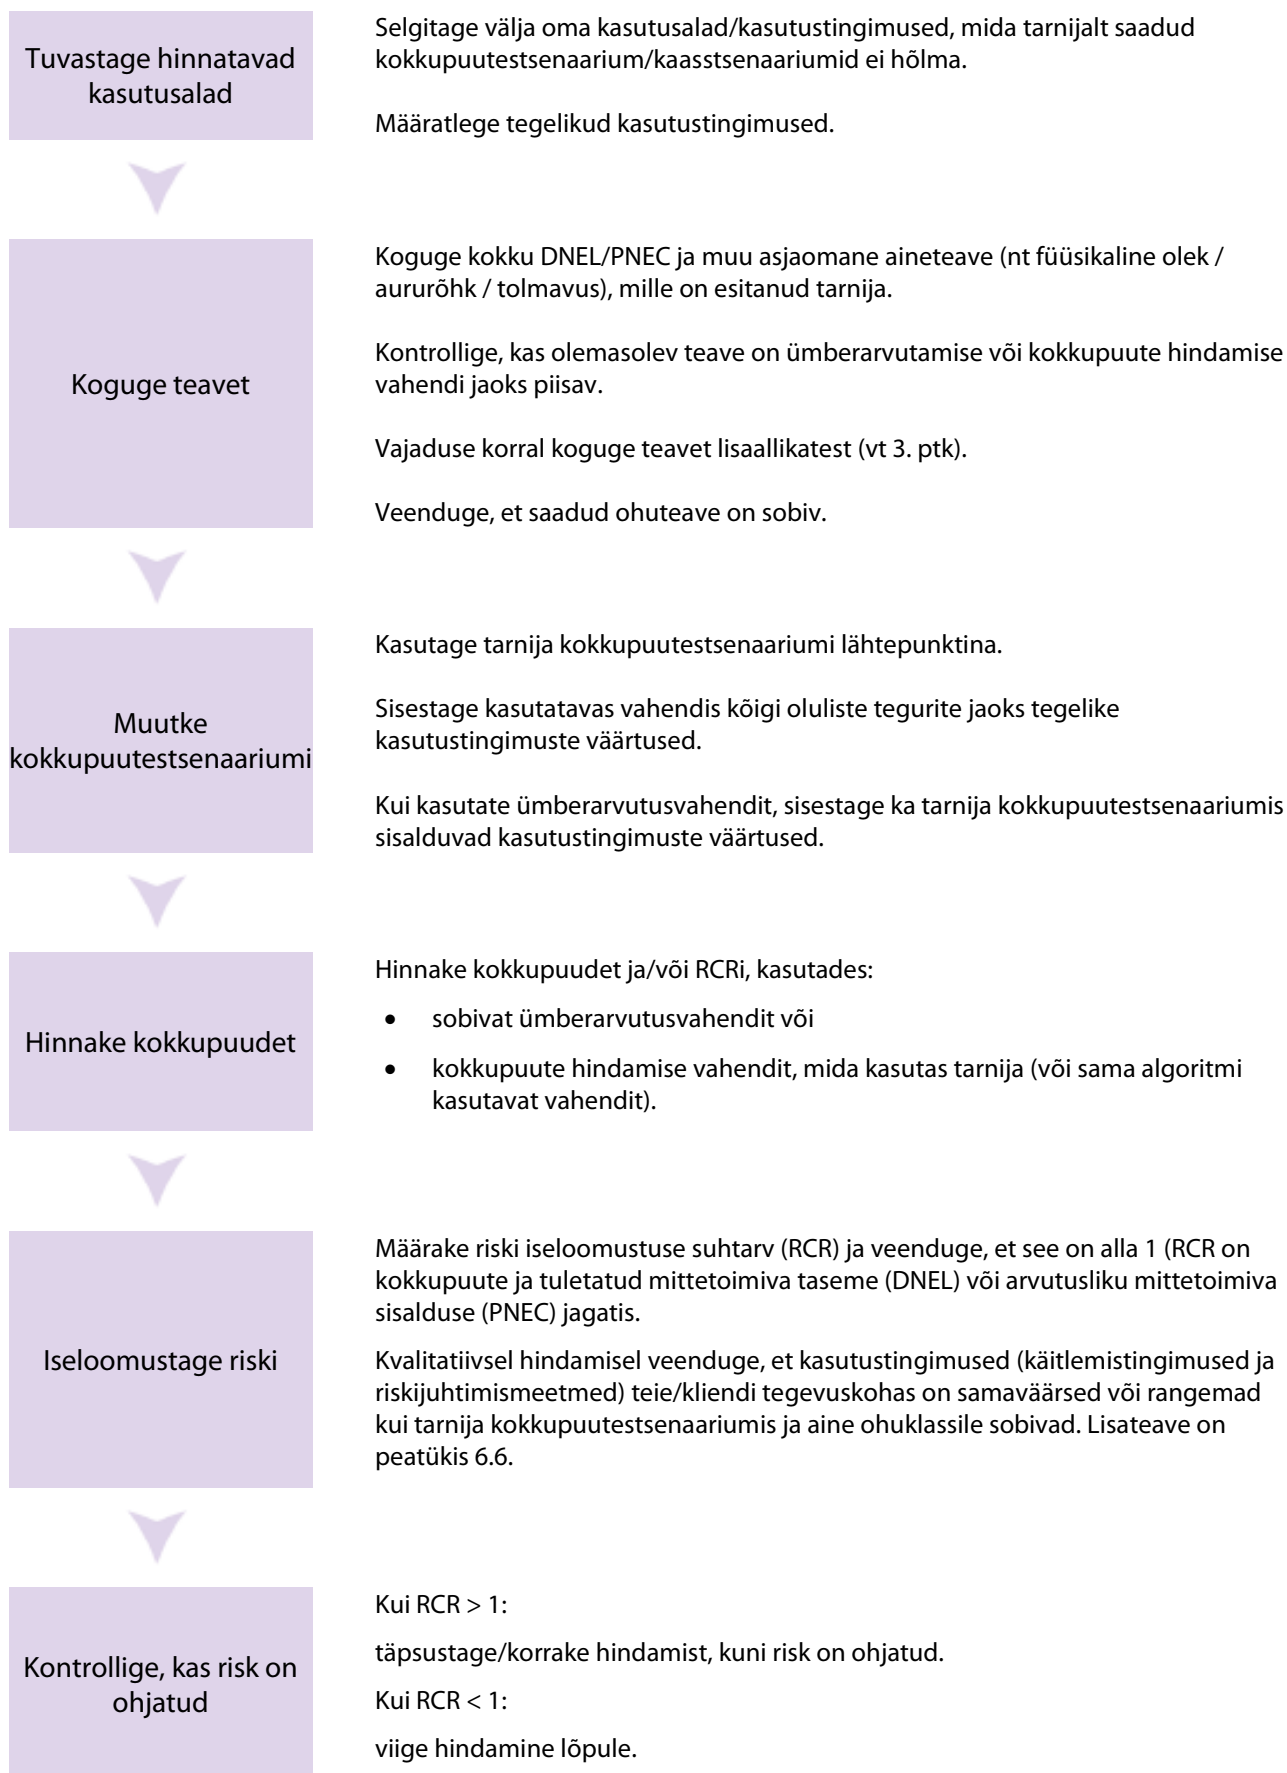 Tuvastage hinnatavad
kasutusalad
Selgitage välja oma kasutusalad/kasutustingimused, mida tarnijalt saadud
kokkupuutestsenaarium/kaasstsenaariumid ei hõlma.
Määratlege tegelikud kasutustingimused.
Koguge teavet
Koguge kokku DNEL/PNEC ja muu asjaomane aineteave (nt füüsikaline olek /
aururõhk / tolmavus), mille on esitanud tarnija.
Kontrollige, kas olemasolev teave on ümberarvutamise või kokkupuute hindamise
vahendi jaoks piisav.
Vajaduse korral koguge teavet lisaallikatest (vt 3. ptk).
Veenduge, et saadud ohuteave on sobiv.
Muutke
kokkupuutestsenaariumi
Kasutage tarnija kokkupuutestsenaariumi lähtepunktina.
Sisestage kasutatavas vahendis kõigi oluliste tegurite jaoks tegelike
kasutustingimuste väärtused.
Kui kasutate ümberarvutusvahendit, sisestage ka tarnija kokkupuutestsenaariumis
sisalduvad kasutustingimuste väärtused.
Hinnake kokkupuudet
Hinnake kokkupuudet ja/või RCRi, kasutades:
• sobivat ümberarvutusvahendit või
• kokkupuute hindamise vahendit, mida kasutas tarnija (või sama algoritmi
kasutavat vahendit).
Iseloomustage riski
Määrake riski iseloomustuse suhtarv (RCR) ja veenduge, et see on alla 1 (RCR on
kokkupuute ja tuletatud mittetoimiva taseme (DNEL) või arvutusliku mittetoimiva
sisalduse (PNEC) jagatis.
Kvalitatiivsel hindamisel veenduge, et kasutustingimused (käitlemistingimused ja
riskijuhtimismeetmed) teie/kliendi tegevuskohas on samaväärsed või rangemad
kui tarnija kokkupuutestsenaariumis ja aine ohuklassile sobivad. Lisateave on
peatükis 6.6.
Kontrollige, kas risk on
ohjatud
Kui RCR > 1:
täpsustage/korrake hindamist, kuni risk on ohjatud.
Kui RCR < 1:
viige hindamine lõpule.